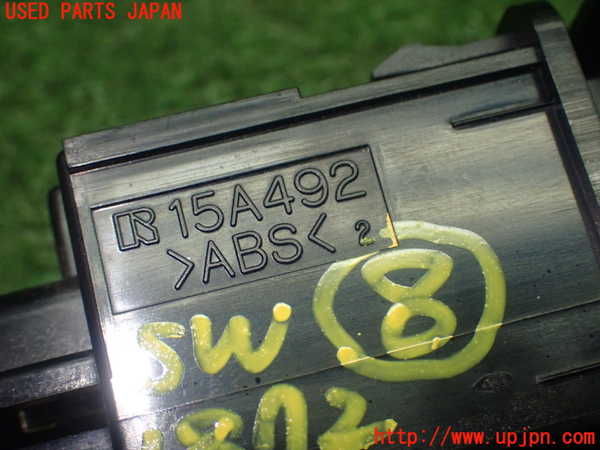 USED PARTS JAPAN
R 15A492
>ABS< 2
SW. 8
http://www.upjpn.com/